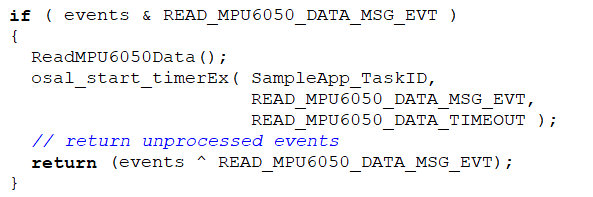 if ( events & READ_MPU6050_DATA_MSG_EVT )
{
  ReadMPU6050Data();
  osal_start_timerEx( SampleApp_TaskID,
                      READ_MPU6050_DATA_MSG_EVT,
                      READ_MPU6050_DATA_TIMEOUT );
  // return unprocessed events
  return (events ^ READ_MPU6050_DATA_MSG_EVT);
}